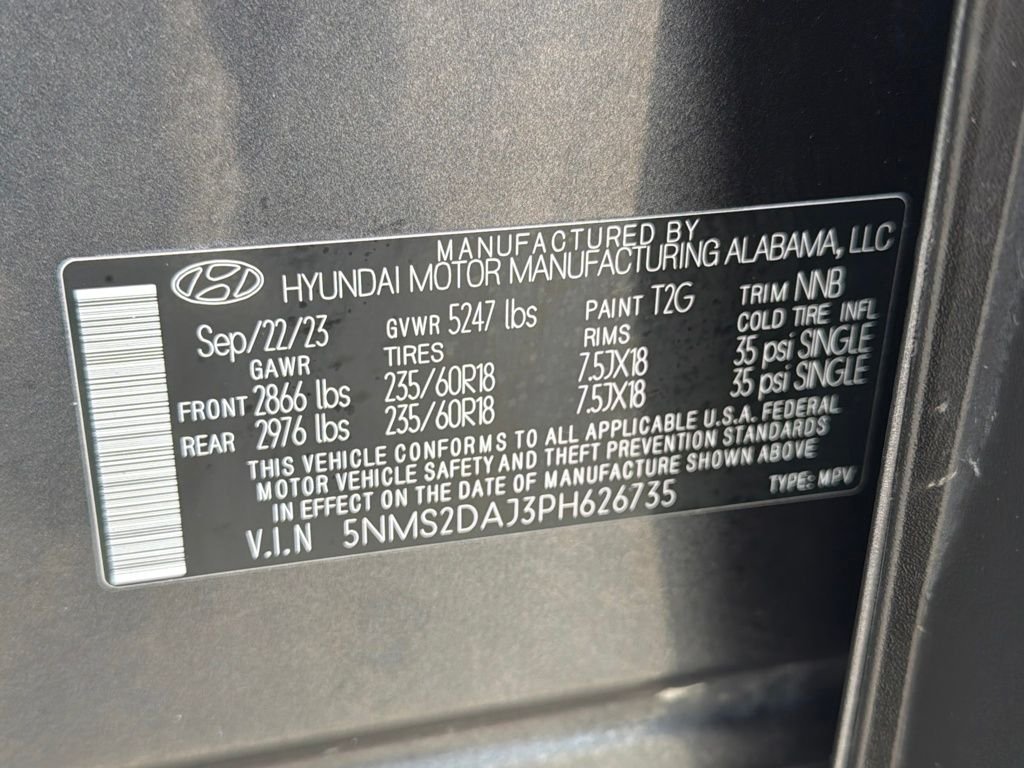 MANUFACTURED BY
HYUNDAI MOTOR MANUFACTURING ALABAMA, LLC
Sep/22/23 GVWR 5247 lbs PAINT T2G TRIM NNB
GAWR TIRES RIMS COLD TIRE INFL
FRONT 2866 lbs 235/60R18 7.5JX18 35 psi SINGLE
REAR 2976 lbs 235/60R18 7.5JX18 35 psi SINGLE
THIS VEHICLE CONFORMS TO ALL APPLICABLE U.S.A. FEDERAL
MOTOR VEHICLE SAFETY AND THEFT PREVENTION STANDARDS
IN EFFECT ON THE DATE OF MANUFACTURE SHOWN ABOVE
V.I.N 5NMS2DAJ3PH626735 TYPE: MPV